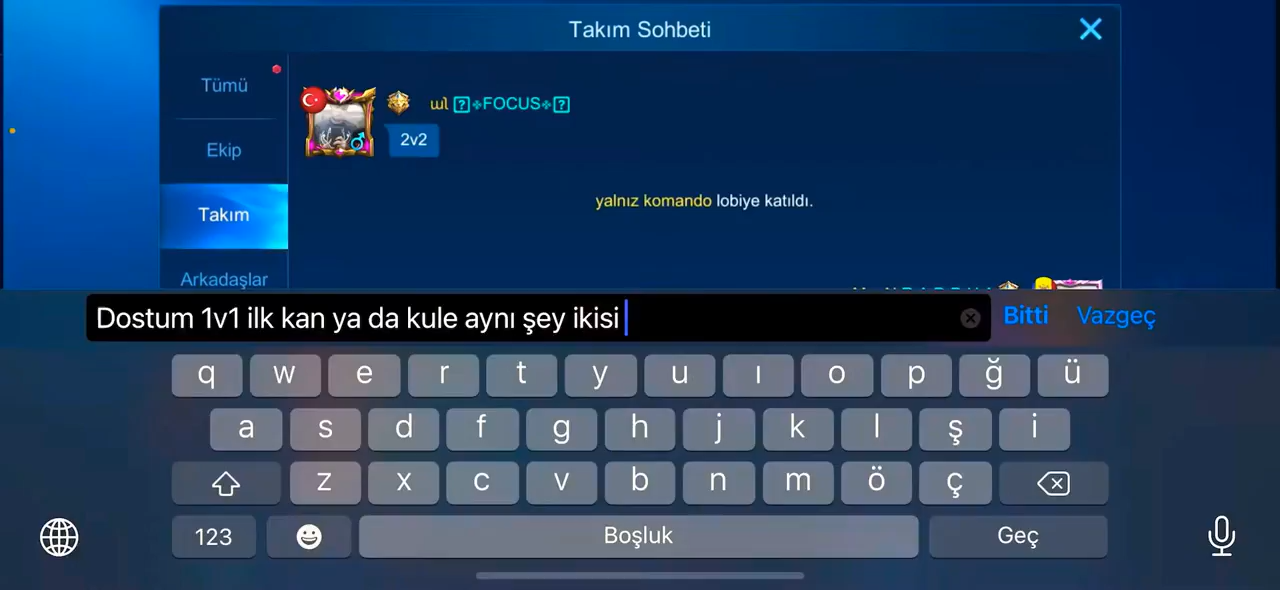 Takım Sohbeti
Tümü
ɯl ?✧FOCUS✧?
2v2
Ekip
yalnız komando lobiye katıldı.
Takım
Arkadaşlar
Dostum 1v1 ilk kan ya da kule aynı şey ikisi
Bitti Vazgeç
q w e r t y u ı o p ğ ü
a s d f g h j k l ş i
z x c v b n m ö ç
123 Boşluk Geç